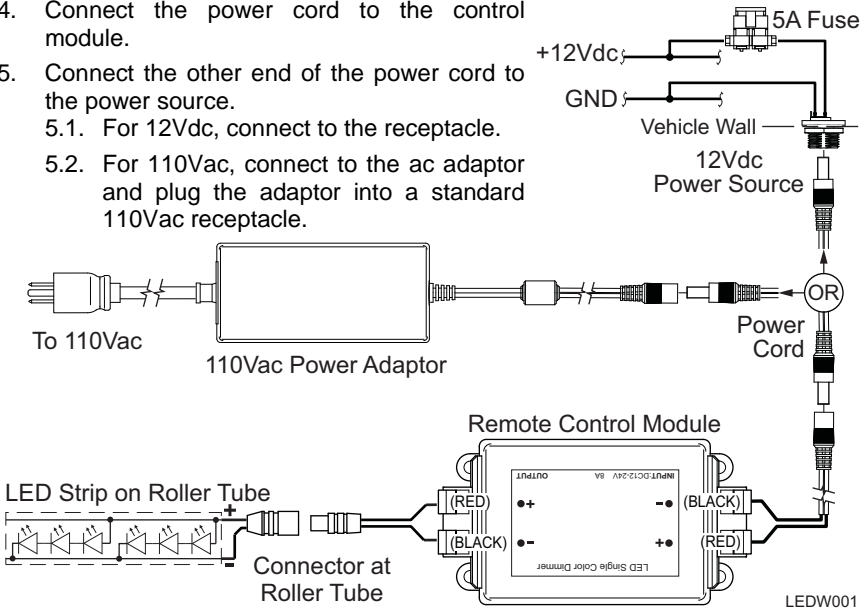 4. Connect the power cord to the control
module.
5. Connect the other end of the power cord to
the power source.
5.1. For 12Vdc, connect to the receptacle.
5.2. For 110Vac, connect to the ac adaptor
and plug the adaptor into a standard
110Vac receptacle.
5A Fuse
+12Vdc
GND
Vehicle Wall
12Vdc
Power Source
OR
Power
Cord
To 110Vac
110Vac Power Adaptor
Remote Control Module
OUTPUT
INPUT:DC12-24V 8A
(RED) + - (BLACK)
(BLACK) - + (RED)
LED Single Color Dimmer
LED Strip on Roller Tube
+
-
Connector at
Roller Tube
LEDW001